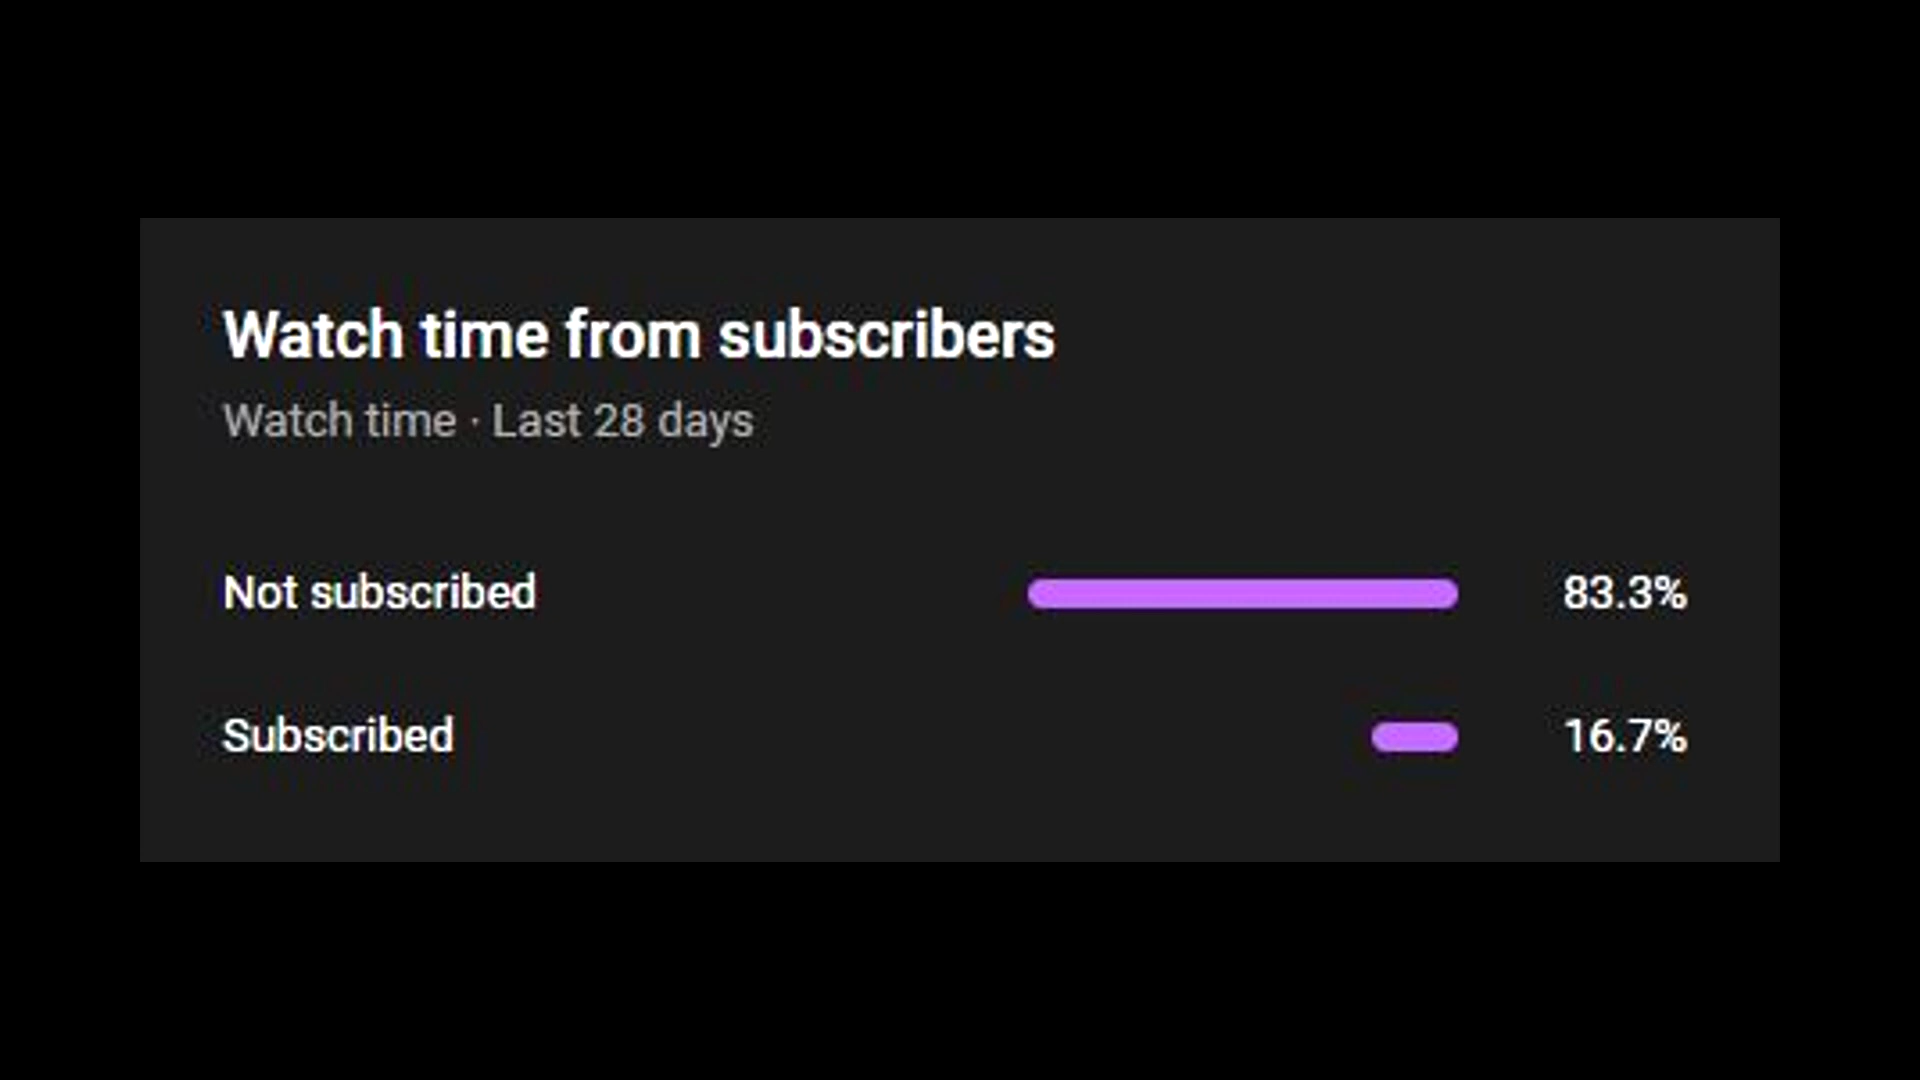 Watch time from subscribers
Watch time · Last 28 days
Not subscribed 83.3%
Subscribed 16.7%